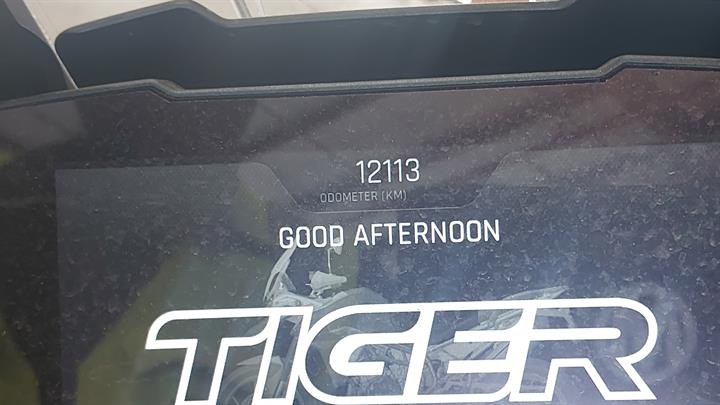 12113
ODOMETER (KM)
GOOD AFTERNOON
TIGER